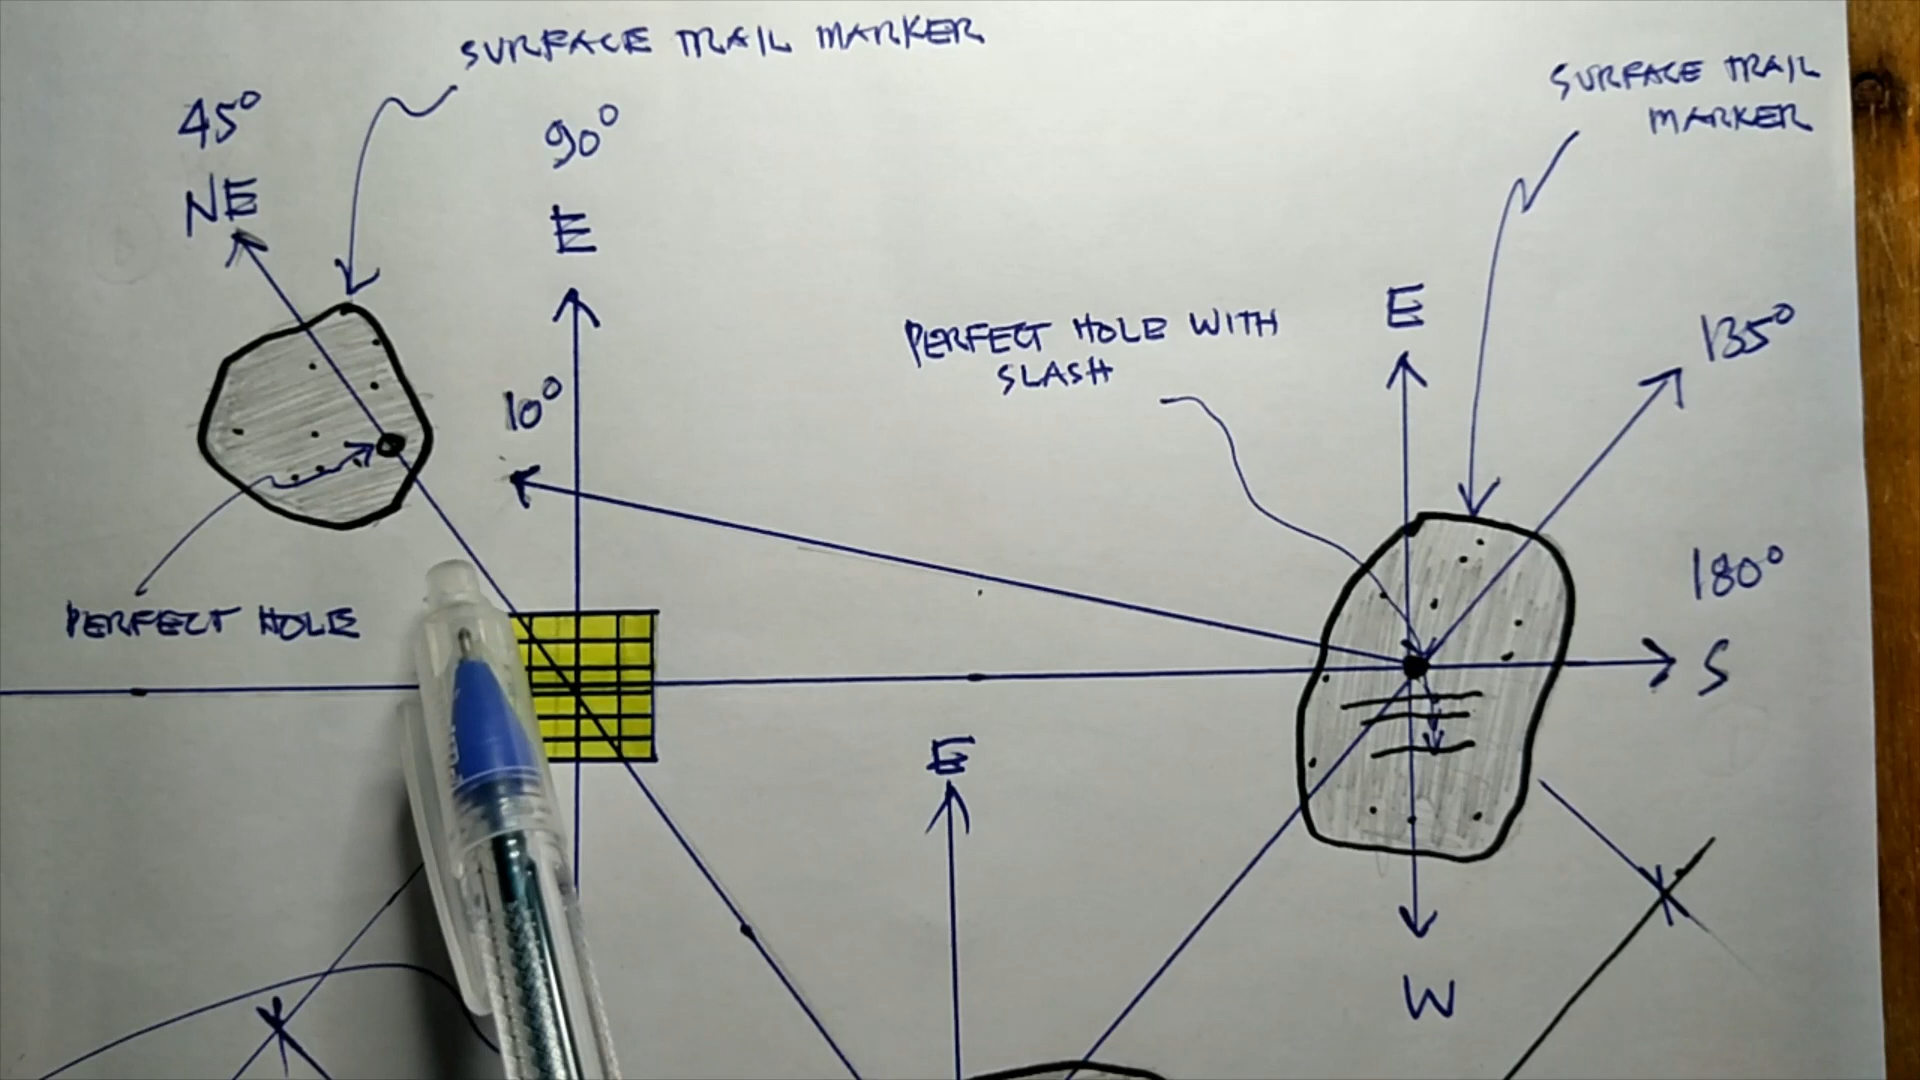 SURFACE TRAIL MARKER
SURFACE TRAIL
MARKER
45°
NE
90°
E
10°
PERFECT HOLE WITH
SLASH
E
135°
PERFECT HOLE
180°
S
E
W